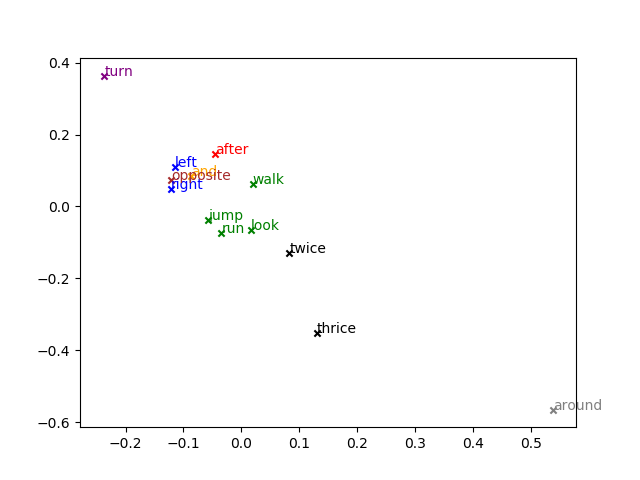 0.4
turn
0.2
after
left
and
opposite
walk
right
0.0
jump
run
look
twice
−0.2
thrice
−0.4
around
−0.6
−0.2
−0.1
0.0
0.1
0.2
0.3
0.4
0.5